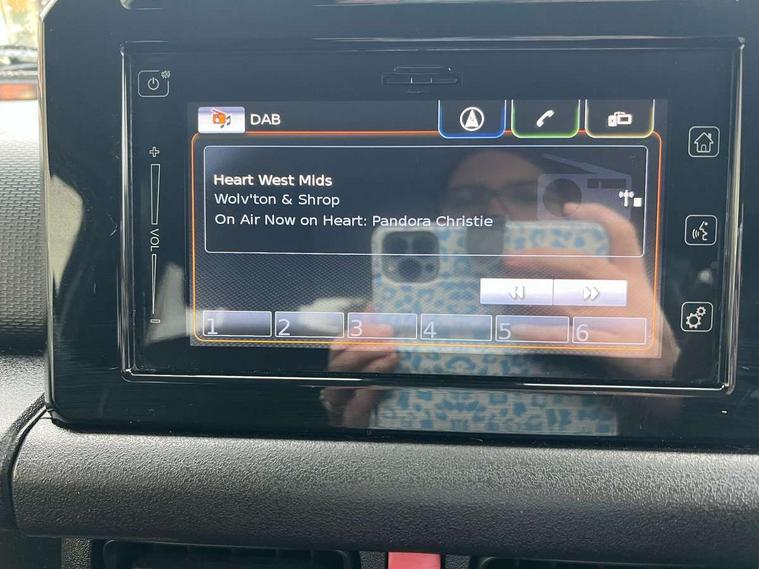 DAB
Heart West Mids
Wolv'ton & Shrop
On Air Now on Heart: Pandora Christie
VOL
1 2 3 4 5 6